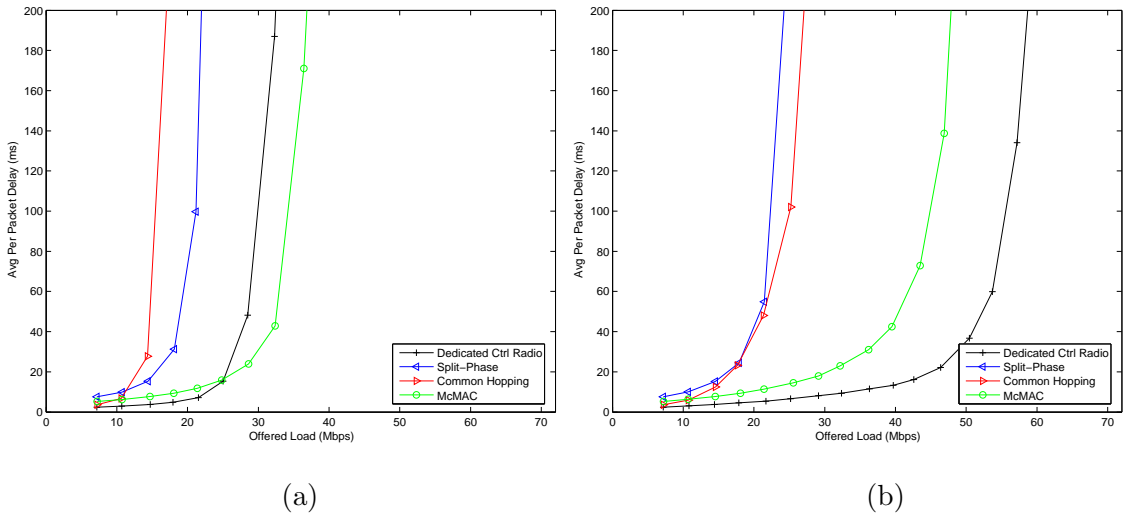 200
180
160
140
120
100
80
60
40
20
0
Avg Per Packet Delay (ms)
0 10 20 30 40 50 60 70
Offered Load (Mbps)
Dedicated Ctrl Radio
Split−Phase
Common Hopping
McMAC
(a)
200
180
160
140
120
100
80
60
40
20
0
Avg Per Packet Delay (ms)
0 10 20 30 40 50 60 70
Offered Load (Mbps)
Dedicated Ctrl Radio
Split−Phase
Common Hopping
McMAC
(b)